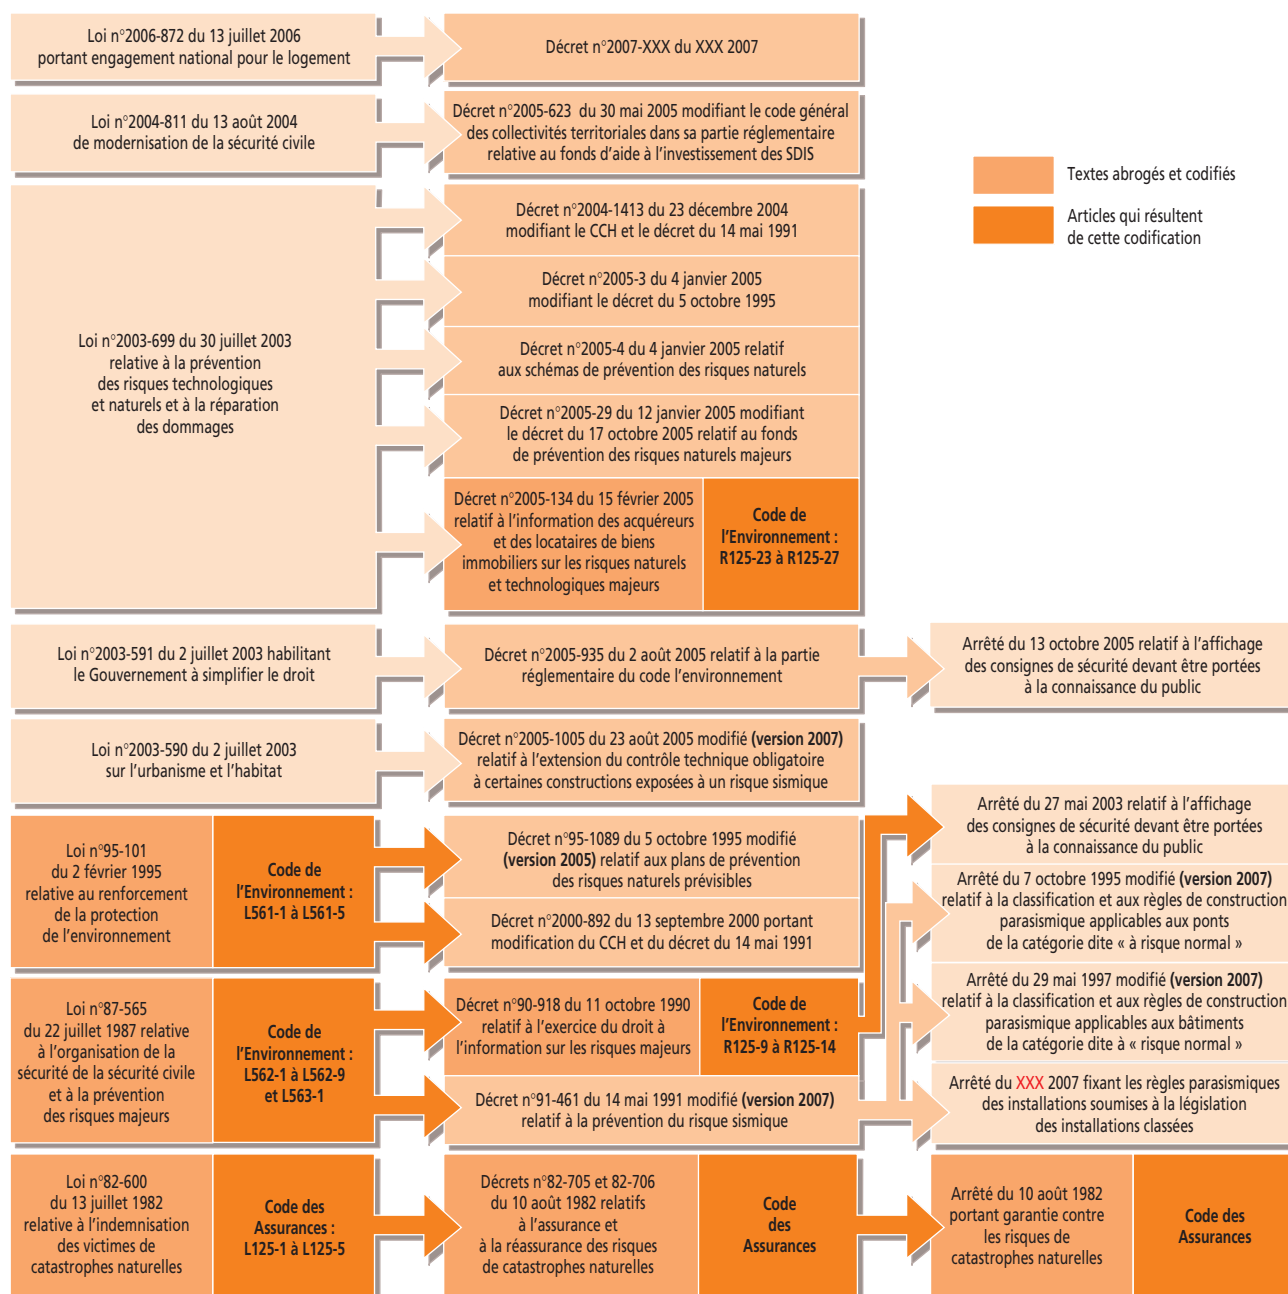 Loi n°2006-872 du 13 juillet 2006
portant engagement national pour le logement
Décret n°2007-XXX du XXX 2007
Loi n°2004-811 du 13 août 2004
de modernisation de la sécurité civile
Décret n°2005-623 du 30 mai 2005 modifiant le code général
des collectivités territoriales dans sa partie réglementaire
relative au fonds d'aide à l'investissement des SDIS
Textes abrogés et codifiés
Articles qui résultent
de cette codification
Loi n°2003-699 du 30 juillet 2003
relative à la prévention
des risques technologiques
et naturels et à la réparation
des dommages
Décret n°2004-1413 du 23 décembre 2004
modifiant le CCH et le décret du 14 mai 1991
Décret n°2005-3 du 4 janvier 2005
modifiant le décret du 5 octobre 1995
Décret n°2005-4 du 4 janvier 2005 relatif
aux schémas de prévention des risques naturels
Décret n°2005-29 du 12 janvier 2005 modifiant
le décret du 17 octobre 2005 relatif au fonds
de prévention des risques naturels majeurs
Décret n°2005-134 du 15 février 2005
relatif à l'information des acquéreurs
et des locataires de biens
immobiliers sur les risques naturels
et technologiques majeurs
Code de
l'Environnement :
R125-23 à R125-27
Loi n°2003-591 du 2 juillet 2003 habilitant
le Gouvernement à simplifier le droit
Décret n°2005-935 du 2 août 2005 relatif à la partie
réglementaire du code l'environnement
Arrêté du 13 octobre 2005 relatif à l'affichage
des consignes de sécurité devant être portées
à la connaissance du public
Loi n°2003-590 du 2 juillet 2003
sur l'urbanisme et l'habitat
Décret n°2005-1005 du 23 août 2005 modifié (version 2007)
relatif à l'extension du contrôle technique obligatoire
à certaines constructions exposées à un risque sismique
Loi n°95-101
du 2 février 1995
relative au renforcement
de la protection
de l'environnement
Code de
l'Environnement :
L561-1 à L561-5
Décret n°95-1089 du 5 octobre 1995 modifié
(version 2005) relatif aux plans de prévention
des risques naturels prévisibles
Décret n°2000-892 du 13 septembre 2000 portant
modification du CCH et du décret du 14 mai 1991
Arrêté du 27 mai 2003 relatif à l'affichage
des consignes de sécurité devant être portées
à la connaissance du public
Arrêté du 7 octobre 1995 modifié (version 2007)
relatif à la classification et aux règles de construction
parasismique applicables aux ponts
de la catégorie dite « à risque normal »
Arrêté du 29 mai 1997 modifié (version 2007)
relatif à la classification et aux règles de construction
parasismique applicables aux bâtiments
de la catégorie dite à « risque normal »
Arrêté du XXX 2007 fixant les règles parasismiques
des installations soumises à la législation
des installations classées
Loi n°87-565
du 22 juillet 1987 relative
à l'organisation de la
sécurité de la sécurité civile
et à la prévention
des risques majeurs
Code de
l'Environnement :
L562-1 à L562-9
et L563-1
Décret n°90-918 du 11 octobre 1990
relatif à l'exercice du droit à
l'information sur les risques majeurs
Code de
l'Environnement :
R125-9 à R125-14
Décret n°91-461 du 14 mai 1991 modifié (version 2007)
relatif à la prévention du risque sismique
Loi n°82-600
du 13 juillet 1982
relative à l'indemnisation
des victimes de
catastrophes naturelles
Code des
Assurances :
L125-1 à L125-5
Décrets n°82-705 et 82-706
du 10 août 1982 relatifs
à l'assurance et
à la réassurance des risques
de catastrophes naturelles
Code
des
Assurances
Arrêté du 10 août 1982
portant garantie contre
les risques de
catastrophes naturelles
Code des
Assurances